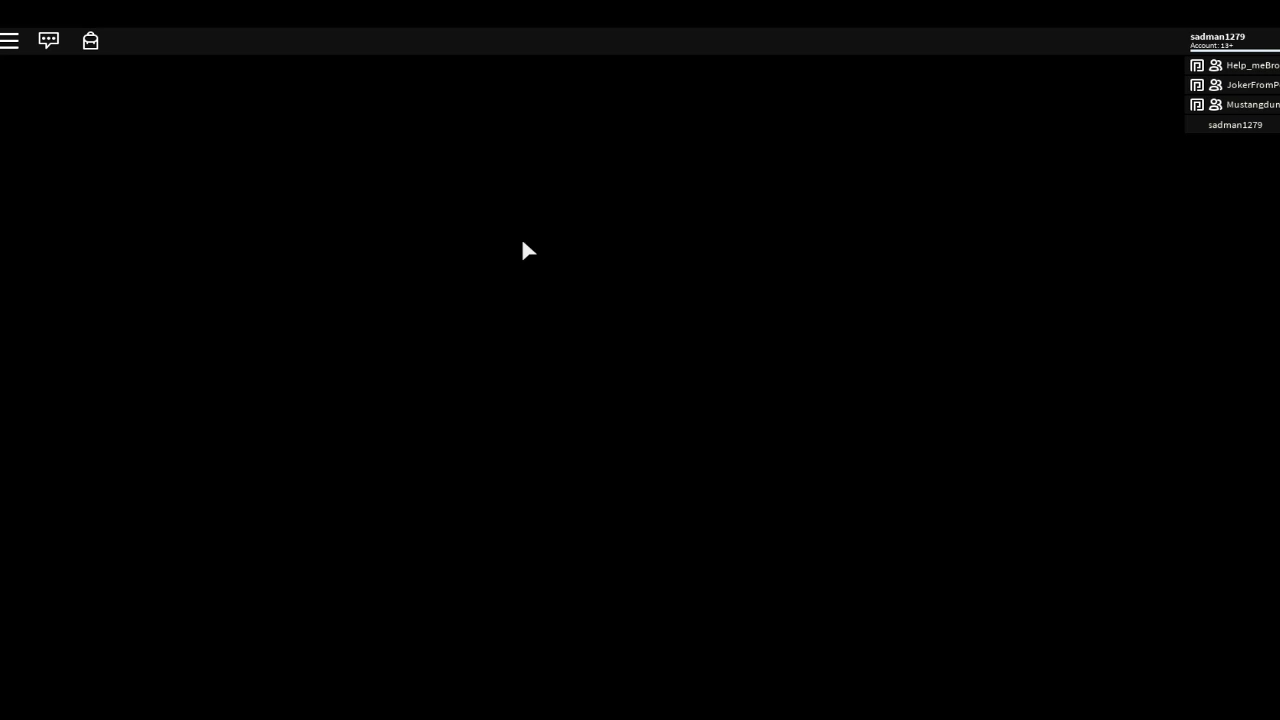 sadman1279
Account: 13+
Help_meBro
JokerFromP
Mustangdun
sadman1279